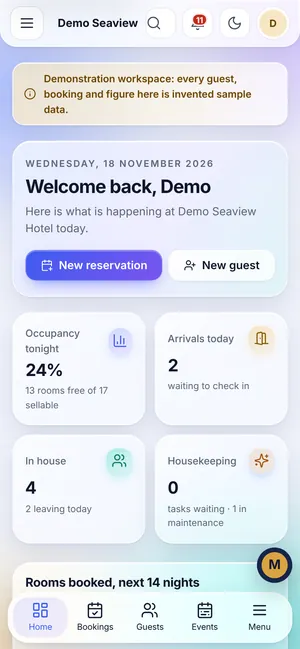 Demo Seaview
11
D
Demonstration workspace: every guest,
booking and figure here is invented sample
data.
WEDNESDAY, 18 NOVEMBER 2026
Welcome back, Demo
Here is what is happening at Demo Seaview
Hotel today.
New reservation
New guest
Occupancy
tonight
24%
13 rooms free of 17
sellable
Arrivals today
2
waiting to check in
In house
4
2 leaving today
Housekeeping
0
tasks waiting · 1 in
maintenance
M
Rooms booked, next 14 nights
Home
Bookings
Guests
Events
Menu